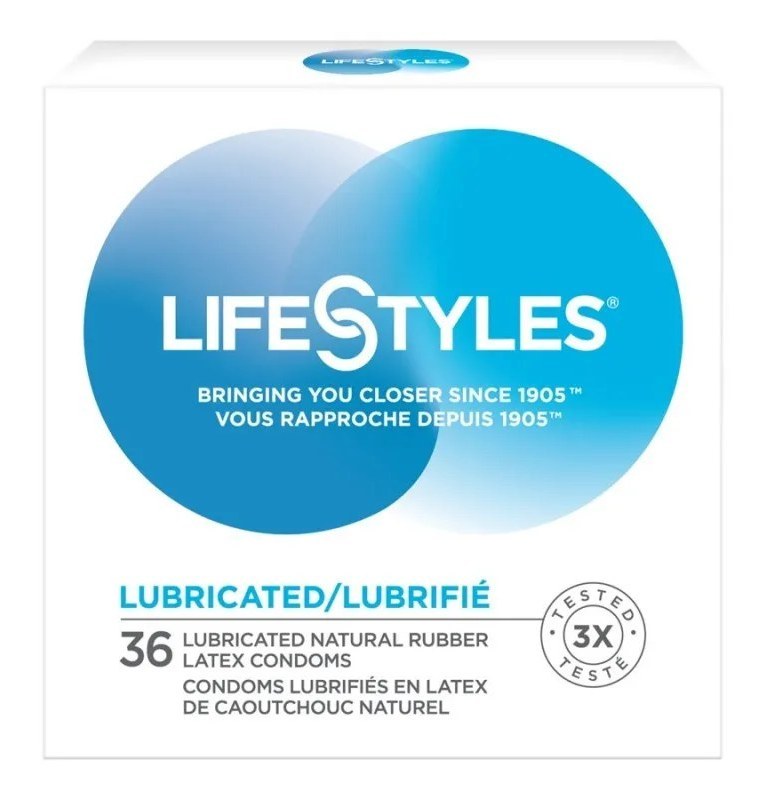 LIFESTYLES
LIFESTYLES®
BRINGING YOU CLOSER SINCE 1905™
VOUS RAPPROCHE DEPUIS 1905™
LUBRICATED/LUBRIFIÉ
36 LUBRICATED NATURAL RUBBER
LATEX CONDOMS
CONDOMS LUBRIFIÉS EN LATEX
DE CAOUTCHOUC NATUREL
TESTED
3X
TESTÉ